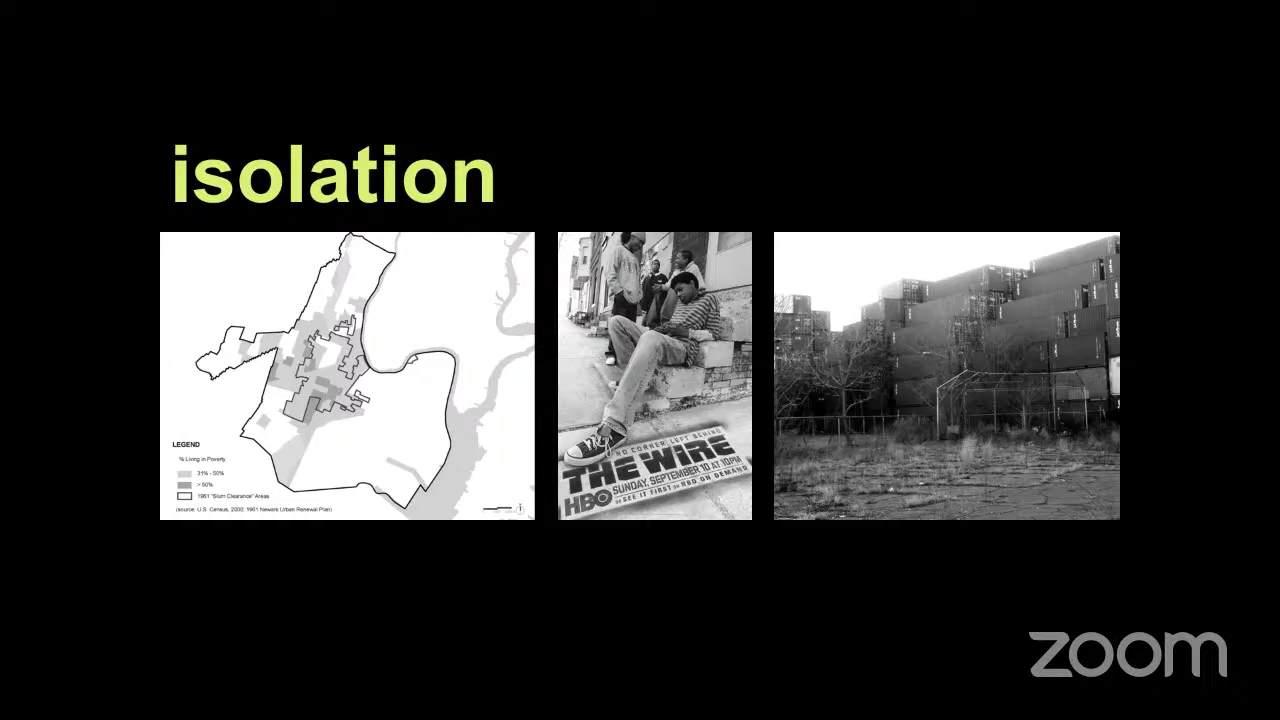 isolation
LEGEND
% Living in Poverty
31% - 50%
> 50%
1961 "Slum Clearance" Areas
(source: U.S. Census, 2000; 1961 Newark Urban Renewal Plan)
NO CORNER LEFT BEHIND
THE WIRE
SUNDAY, SEPTEMBER 10 AT 10PM
HBO
OR SEE IT FIRST ON HBO ON DEMAND
zoom